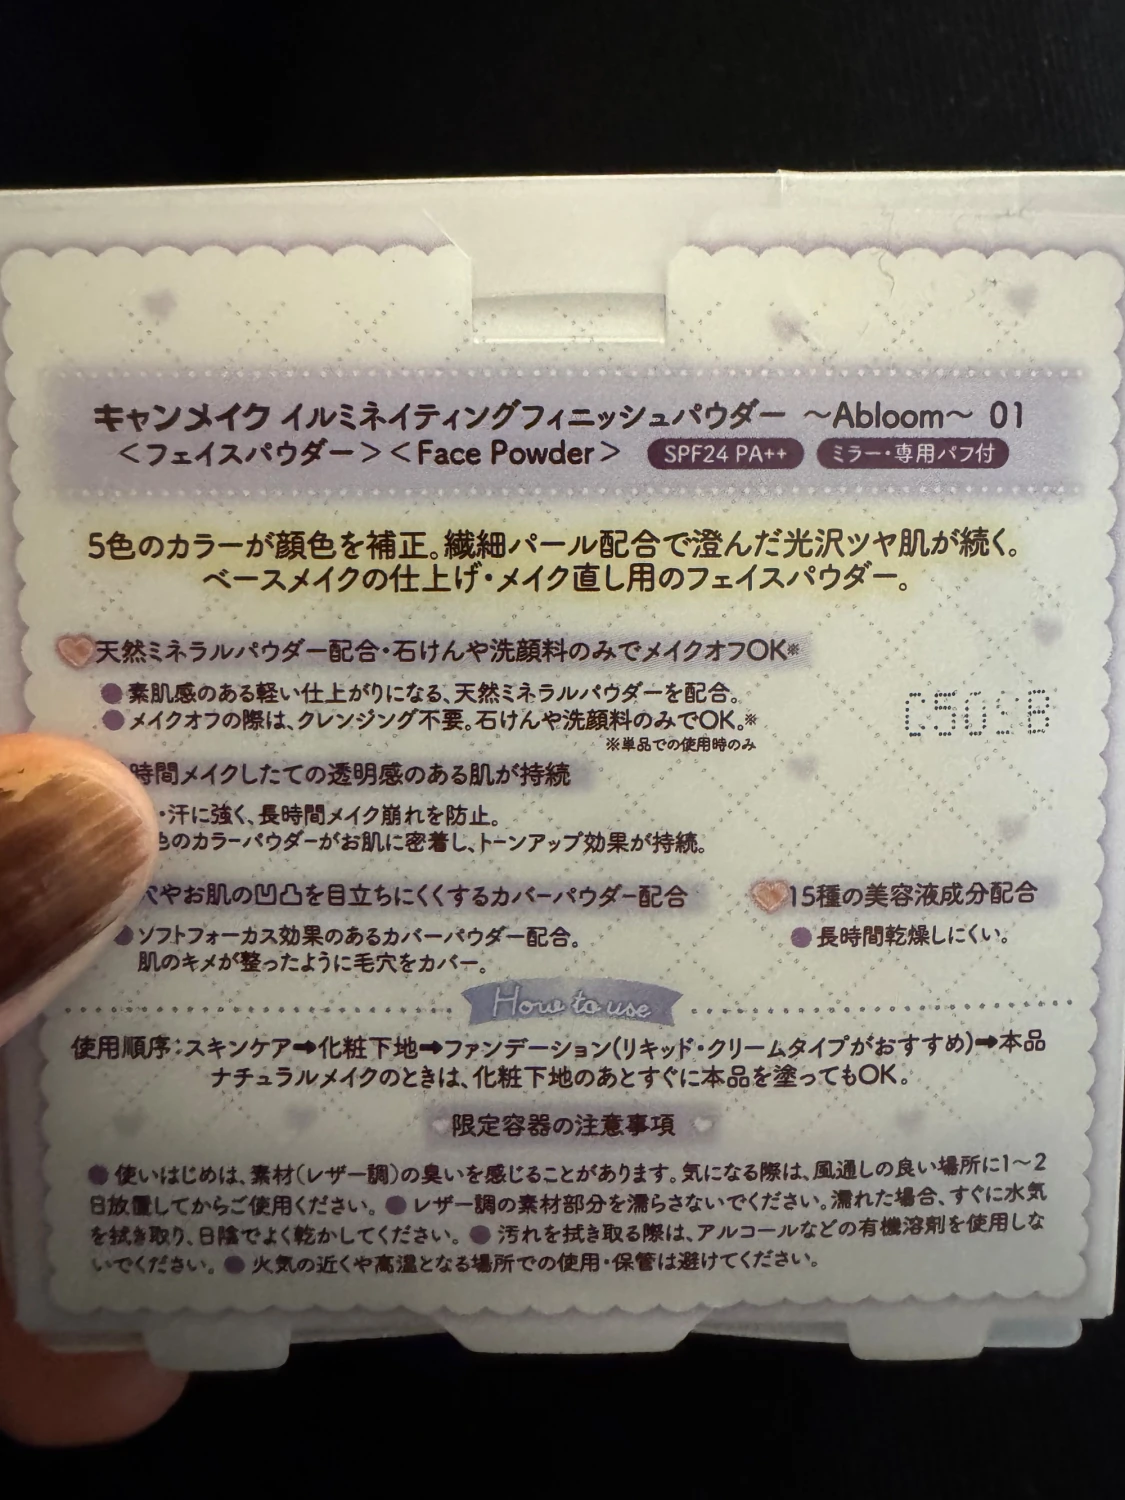 キャンメイク イルミネイティングフィニッシュパウダー ～Abloom～ 01
＜フェイスパウダー＞＜Face Powder＞ SPF24 PA++ ミラー・専用パフ付
5色のカラーが顔色を補正。繊細パール配合で澄んだ光沢ツヤ肌が続く。
ベースメイクの仕上げ・メイク直し用のフェイスパウダー。
天然ミネラルパウダー配合・石けんや洗顔料のみでメイクオフOK※
●素肌感のある軽い仕上がりになる、天然ミネラルパウダーを配合。
●メイクオフの際は、クレンジング不要。石けんや洗顔料のみでOK。※
※単品での使用時のみ
時間メイクしたての透明感のある肌が持続
・汗に強く、長時間メイク崩れを防止。
色のカラーパウダーがお肌に密着し、トーンアップ効果が持続。
穴やお肌の凹凸を目立ちにくくするカバーパウダー配合
●ソフトフォーカス効果のあるカバーパウダー配合。
肌のキメが整ったように毛穴をカバー。
15種の美容液成分配合
●長時間乾燥しにくい。
How to use
使用順序：スキンケア➡化粧下地➡ファンデーション(リキッド・クリームタイプがおすすめ)➡本品
ナチュラルメイクのときは、化粧下地のあとすぐに本品を塗ってもOK。
限定容器の注意事項
●使いはじめは、素材(レザー調)の臭いを感じることがあります。気になる際は、風通しの良い場所に1～2
日放置してからご使用ください。●レザー調の素材部分を濡らさないでください。濡れた場合、すぐに水気
を拭き取り、日陰でよく乾かしてください。●汚れを拭き取る際は、アルコールなどの有機溶剤を使用しな
いでください。●火気の近くや高温となる場所での使用・保管は避けてください。